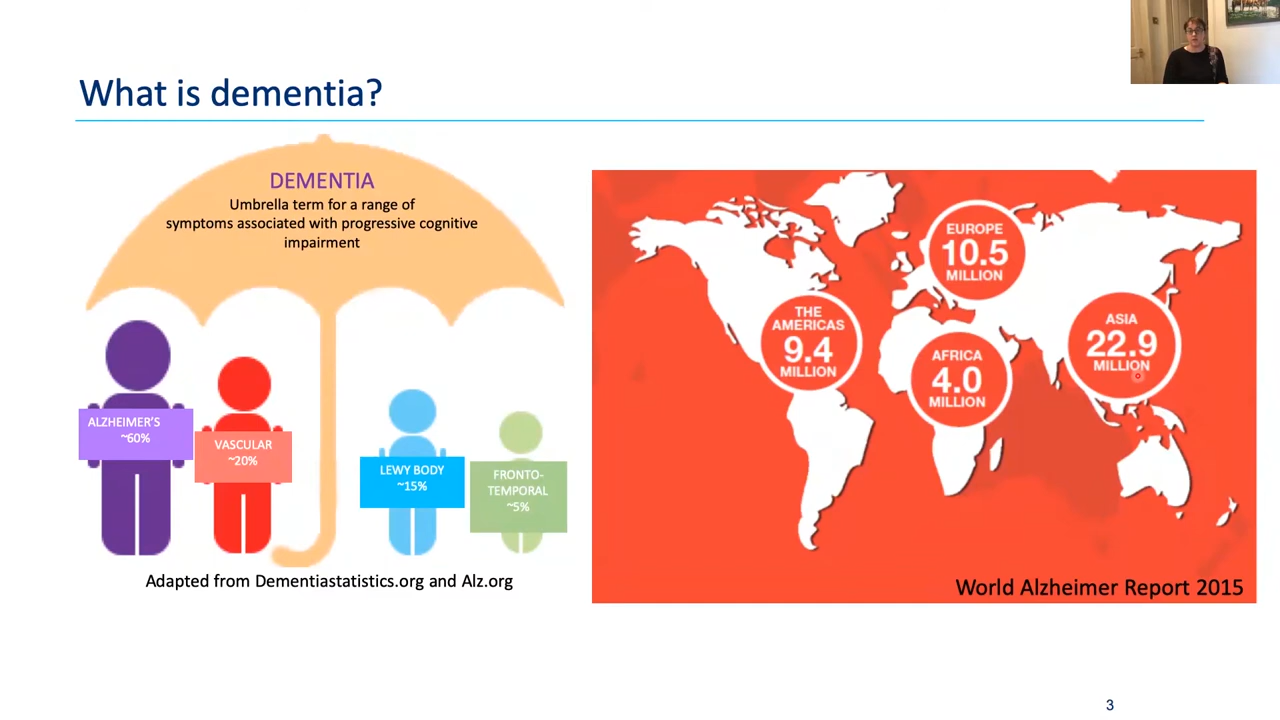 What is dementia?
DEMENTIA
Umbrella term for a range of
symptoms associated with progressive cognitive
impairment
ALZHEIMER'S
~60%
VASCULAR
~20%
LEWY BODY
~15%
FRONTO-
TEMPORAL
~5%
Adapted from Dementiastatistics.org and Alz.org
EUROPE
10.5
MILLION
THE
AMERICAS
9.4
MILLION
AFRICA
4.0
MILLION
ASIA
22.9
MILLION
World Alzheimer Report 2015
3